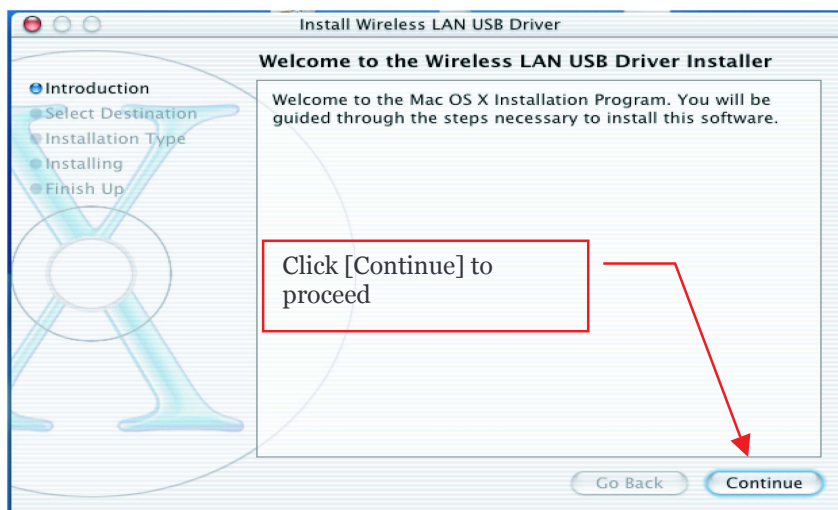 Install Wireless LAN USB Driver
Welcome to the Wireless LAN USB Driver Installer
Introduction
Select Destination
Installation Type
Installing
Finish Up
Welcome to the Mac OS X Installation Program. You will be
guided through the steps necessary to install this software.
Click [Continue] to
proceed
Go Back
Continue